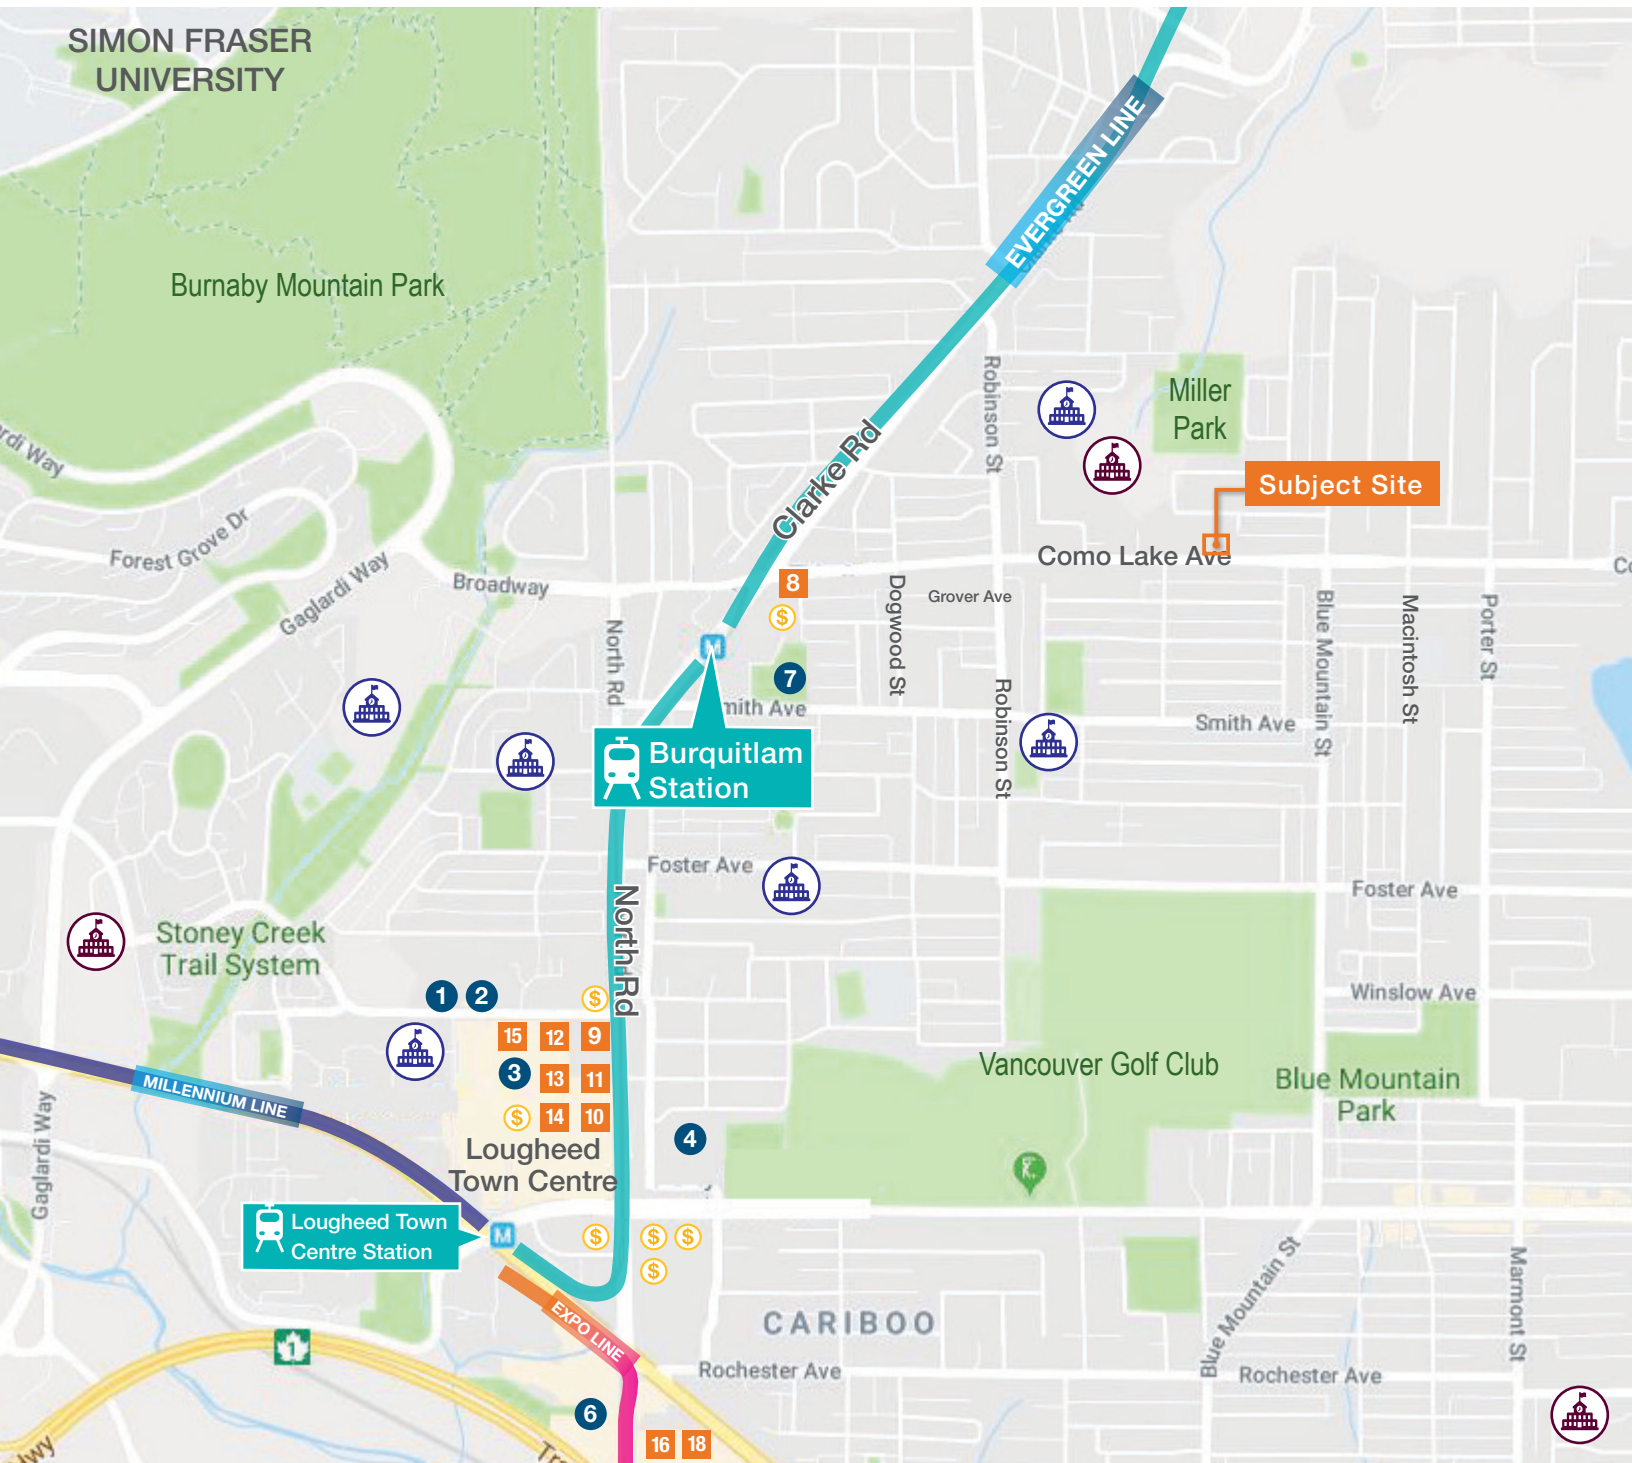 SIMON FRASER
UNIVERSITY
EVERGREEN LINE
Burnaby Mountain Park
Miller
Park
Robinson St
Clarke Rd
Subject Site
Como Lake Ave
Forest Grove Dr
Gaglardi Way
Broadway
8
$
Dogwood St
Grover Ave
Blue Mountain St
Macintosh St
Porter St
North Rd
M
7
Smith Ave
Robinson St
Burquitlam
Station
Foster Ave
Foster Ave
North Rd
Stoney Creek
Trail System
1
2
$
Winslow Ave
15
12
9
3
13
11
$
14
10
Vancouver Golf Club
Blue Mountain
Park
MILLENNIUM LINE
Gaglardi Way
4
Lougheed
Town Centre
Lougheed Town
Centre Station
M
$
$
$
$
Blue Mountain St
Marmont St
EXPO LINE
CARIBOO
1
Rochester Ave
Rochester Ave
6
16
18